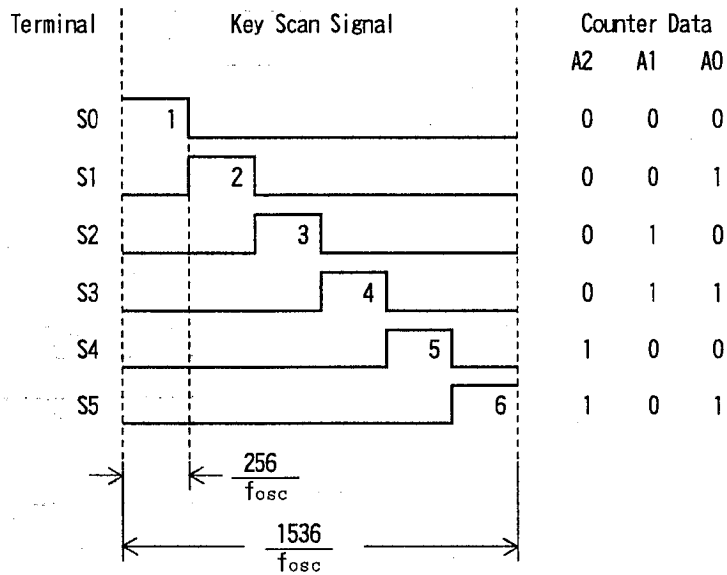 Terminal Key Scan Signal Counter Data
A2 A1 A0
S0 1 0 0 0
S1 2 0 0 1
S2 3 0 1 0
S3 4 0 1 1
S4 5 1 0 0
S5 6 1 0 1
256
fosc
1536
fosc